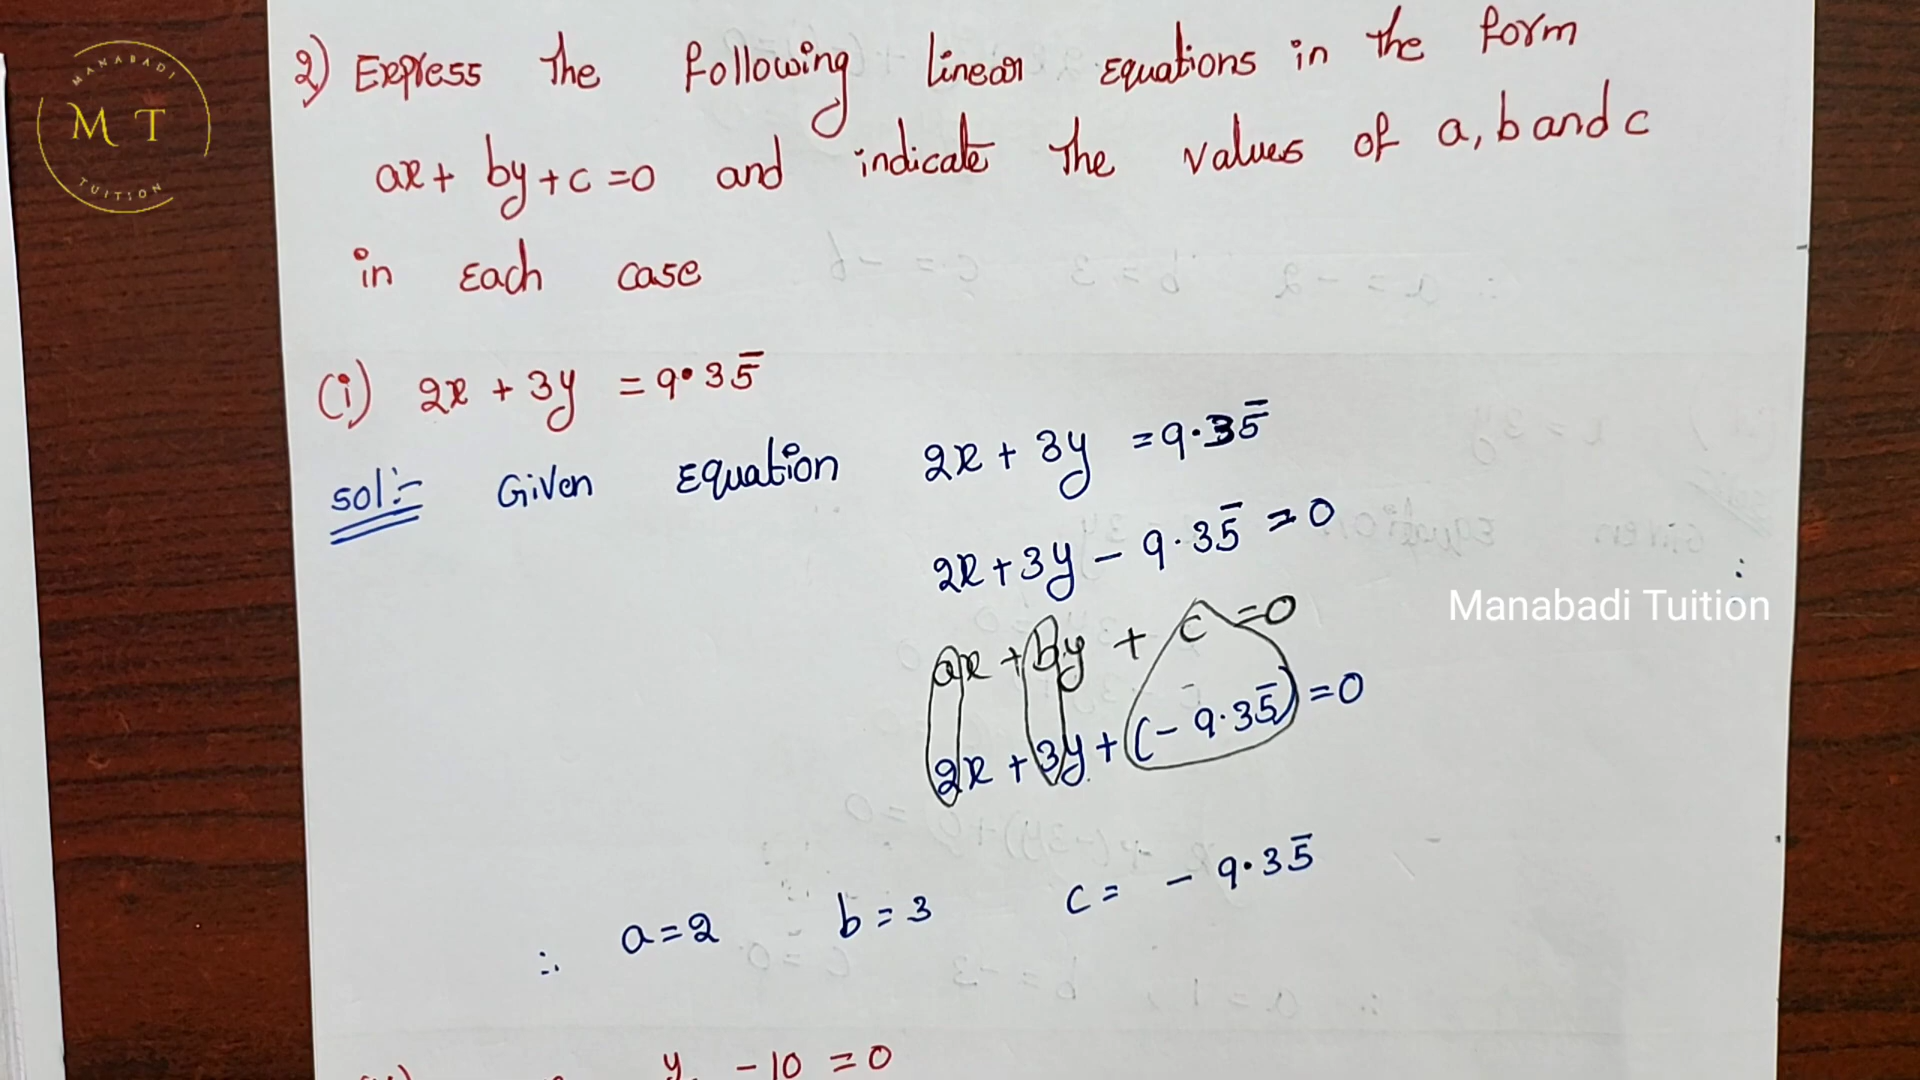 MANABADI
M T
TUITION
2) Express the following linear equations in the form
ax + by + c = 0 and indicate the values of a, b and c
in each case
(i) 2x + 3y = 9.35̅
Sol:- Given equation 2x + 3y = 9.35̅
2x + 3y - 9.35̅ = 0
ax + by + c = 0
2x + 3y + (- 9.35̅) = 0
∴ a = 2 b = 3 c = - 9.35̅
y - 10 = 0
Manabadi Tuition